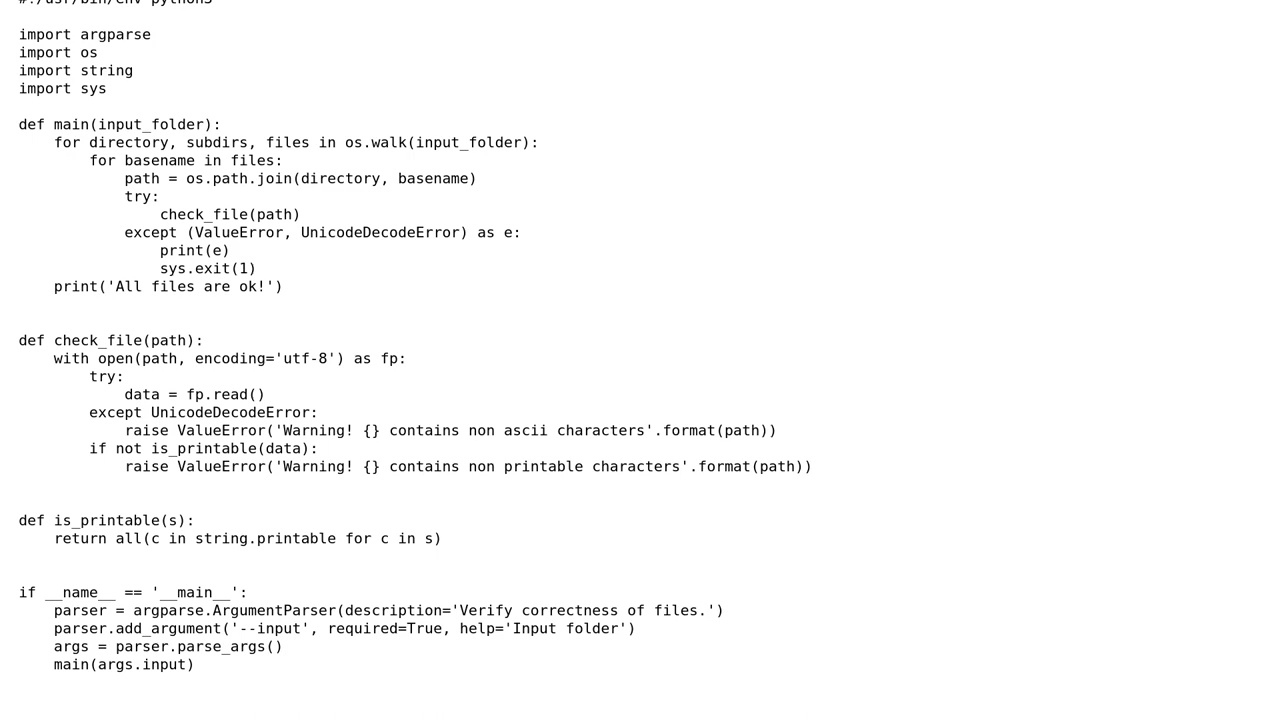 #!/usr/bin/env python3
import argparse
import os
import string
import sys
def main(input_folder):
    for directory, subdirs, files in os.walk(input_folder):
        for basename in files:
            path = os.path.join(directory, basename)
            try:
                check_file(path)
            except (ValueError, UnicodeDecodeError) as e:
                print(e)
                sys.exit(1)
    print('All files are ok!')
def check_file(path):
    with open(path, encoding='utf-8') as fp:
        try:
            data = fp.read()
        except UnicodeDecodeError:
            raise ValueError('Warning! {} contains non ascii characters'.format(path))
        if not is_printable(data):
            raise ValueError('Warning! {} contains non printable characters'.format(path))
def is_printable(s):
    return all(c in string.printable for c in s)
if __name__ == '__main__':
    parser = argparse.ArgumentParser(description='Verify correctness of files.')
    parser.add_argument('--input', required=True, help='Input folder')
    args = parser.parse_args()
    main(args.input)